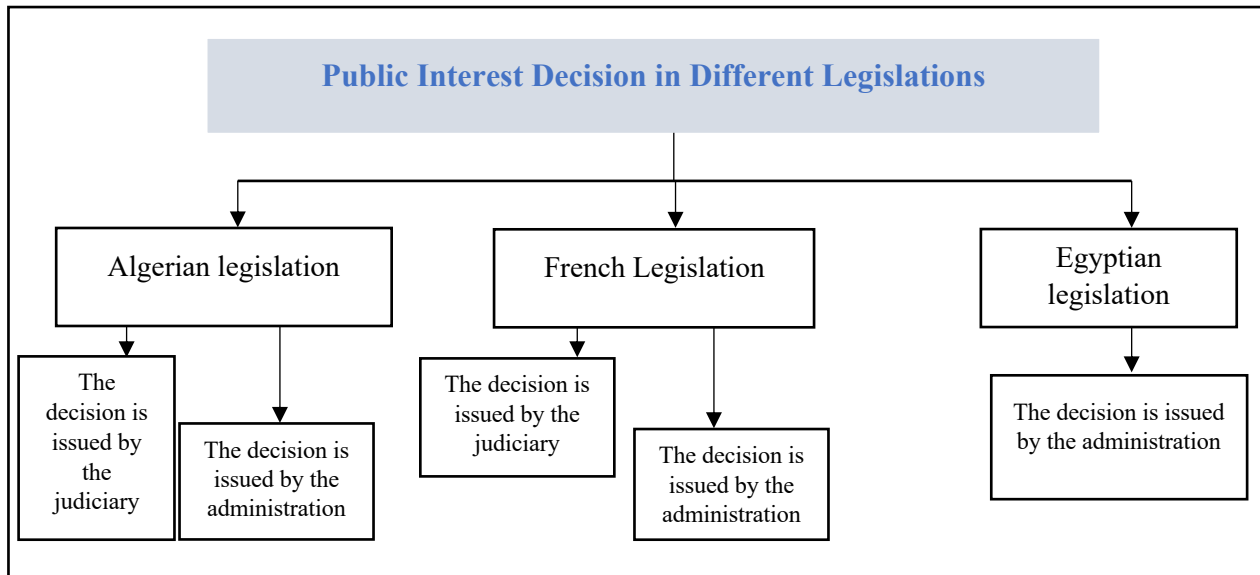 Public Interest Decision in Different Legislations
Algerian legislation
French Legislation
Egyptian
legislation
The
decision is
issued by
the
judiciary
The decision is
issued by the
administration
The decision is
issued by the
judiciary
The decision is
issued by the
administration
The decision is issued
by the administration